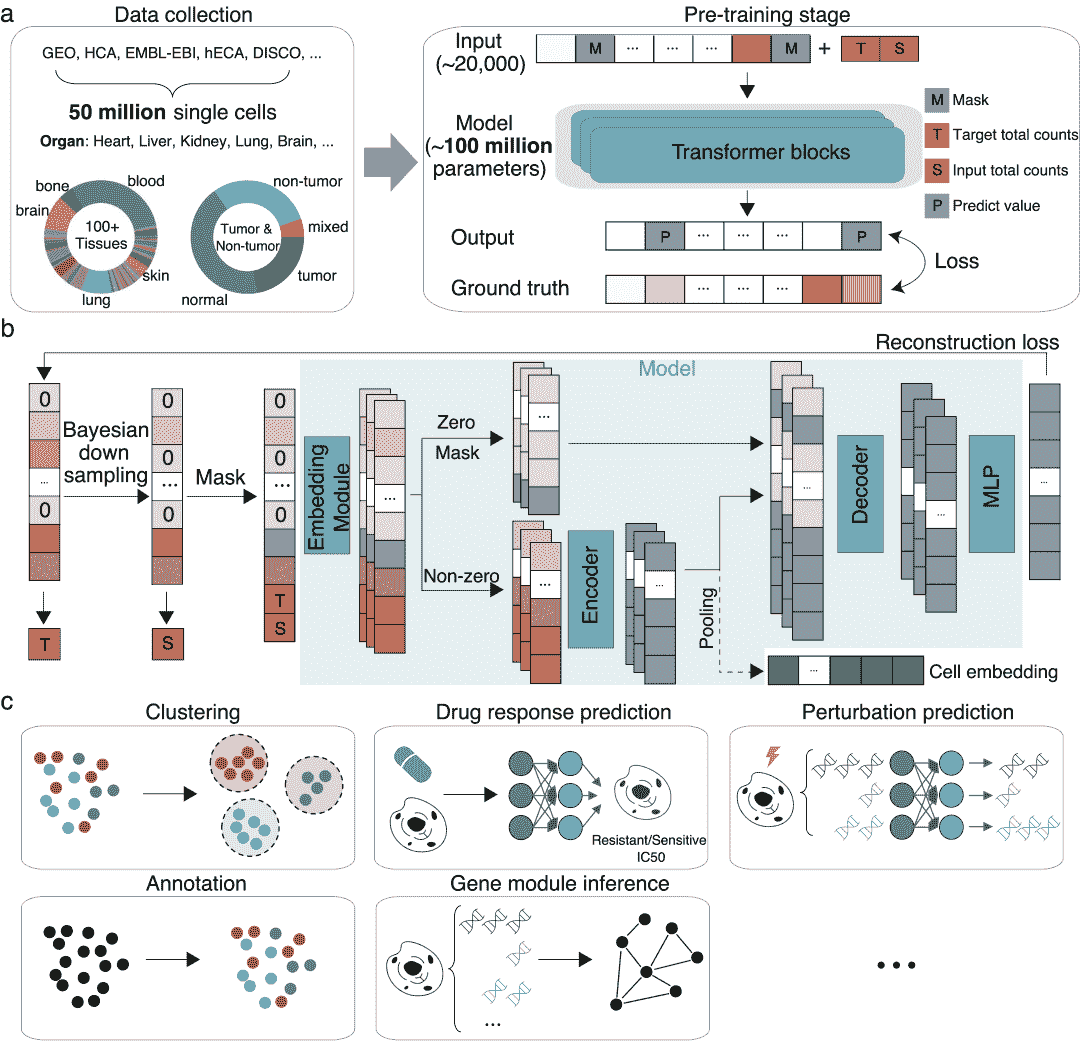 a
Data collection
GEO, HCA, EMBL-EBI, hECA, DISCO, ...
50 million single cells
Organ: Heart, Liver, Kidney, Lung, Brain, ...
bone
blood
brain
100+
Tissues
skin
lung
non-tumor
Tumor &
Non-tumor
mixed
normal
tumor
Pre-training stage
Input
(~20,000)
M ... ... ... M + T S
Model
(~100 million
parameters)
Transformer blocks
M Mask
T Target total counts
S Input total counts
P Predict value
Output
P ... ... ... P
Loss
Ground truth
... ... ...
b
Reconstruction loss
Model
0
...
0
T
Bayesian
down
sampling
0
0
...
0
S
Mask
0
0
...
0
T
S
Embedding
Module
...
Zero
Mask
...
Non-zero
...
Encoder
...
Pooling
...
Decoder
...
MLP
...
...
Cell embedding
c
Clustering
Drug response prediction
Resistant/Sensitive
IC50
Perturbation prediction
Annotation
Gene module inference
...
...